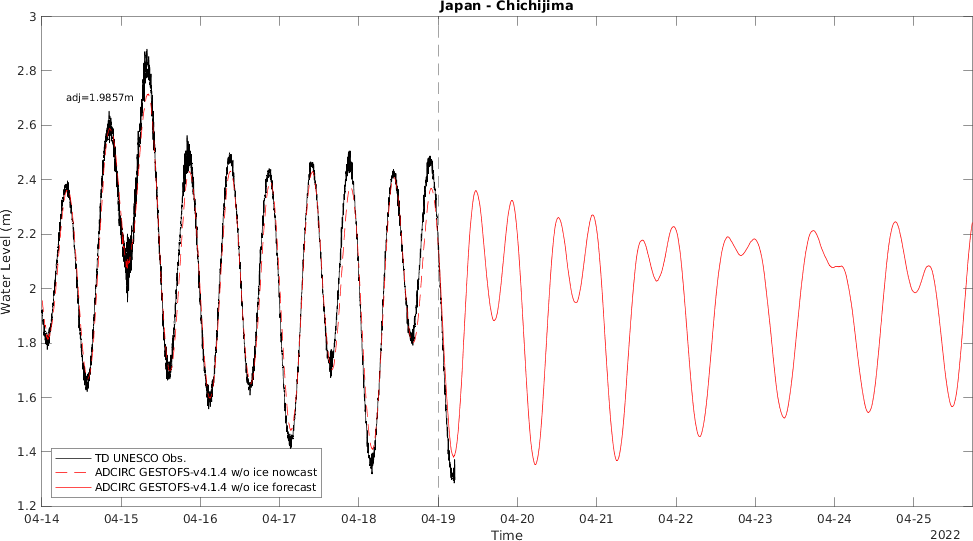 Japan - Chichijima
3
2.8
adj=1.9857m
2.6
2.4
2.2
Water Level (m)
2
1.8
1.6
1.4
1.2
TD UNESCO Obs.
ADCIRC GESTOFS-v4.1.4 w/o ice nowcast
ADCIRC GESTOFS-v4.1.4 w/o ice forecast
04-14 04-15 04-16 04-17 04-18 04-19 04-20 04-21 04-22 04-23 04-24 04-25
Time
2022